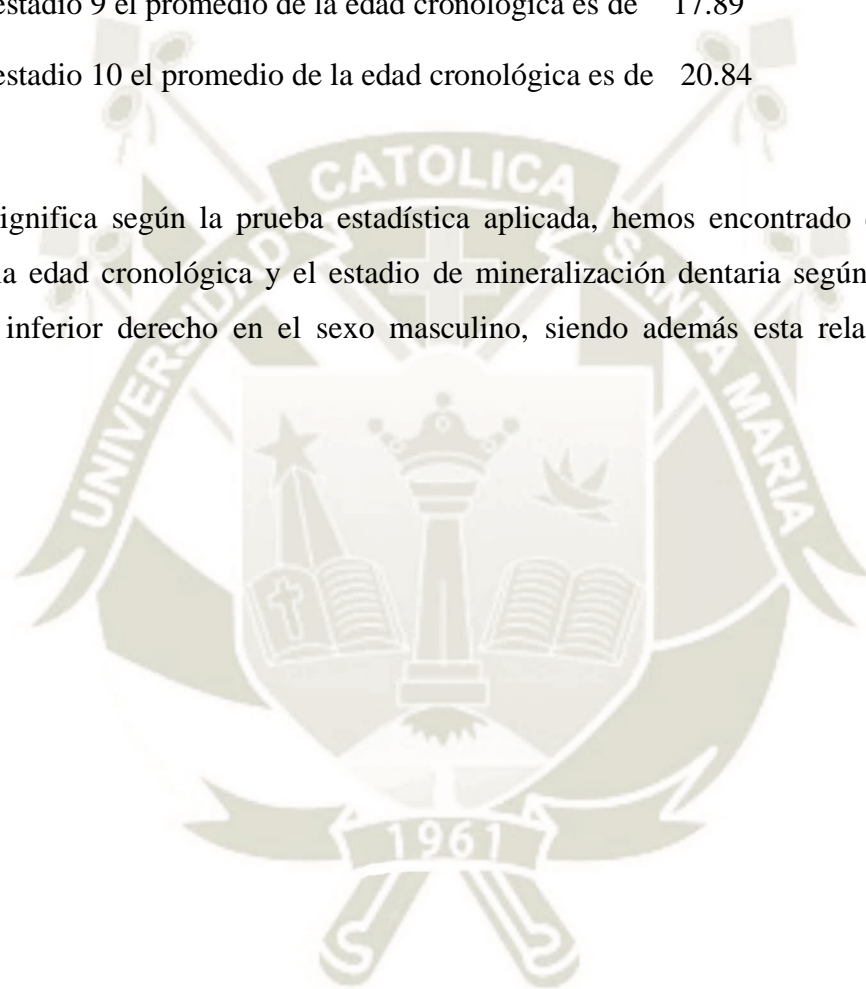 estadio 9 el promedio de la edad cronológica es de 17.89
estadio 10 el promedio de la edad cronológica es de 20.84
ignifica según la prueba estadística aplicada, hemos encontrado
la edad cronológica y el estadio de mineralización dentaria según
inferior derecho en el sexo masculino, siendo además esta rela
UNIVERSIDAD CATOLICA SANTA MARIA
1961